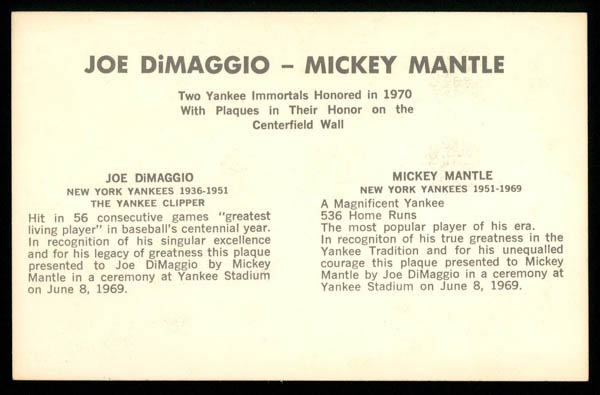 JOE DiMAGGIO – MICKEY MANTLE
Two Yankee Immortals Honored in 1970
With Plaques in Their Honor on the
Centerfield Wall
JOE DiMAGGIO
NEW YORK YANKEES 1936-1951
THE YANKEE CLIPPER
Hit in 56 consecutive games "greatest
living player" in baseball's centennial year.
In recognition of his singular excellence
and for his legacy of greatness this plaque
presented to Joe DiMaggio by Mickey
Mantle in a ceremony at Yankee Stadium
on June 8, 1969.
MICKEY MANTLE
NEW YORK YANKEES 1951-1969
A Magnificent Yankee
536 Home Runs
The most popular player of his era.
In recogniton of his true greatness in the
Yankee Tradition and for his unequalled
courage this plaque presented to Mickey
Mantle by Joe DiMaggio in a ceremony at
Yankee Stadium on June 8, 1969.